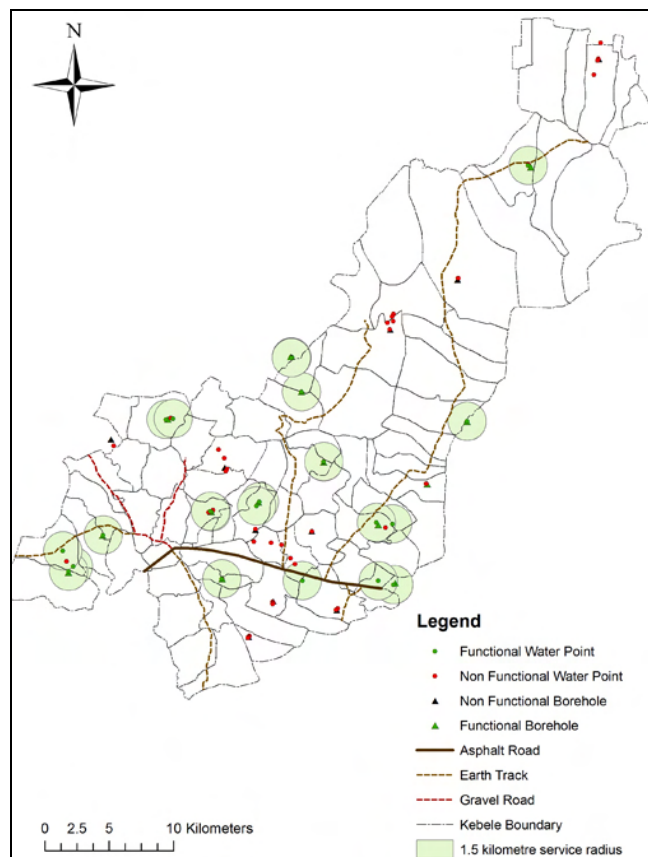 N
Legend
Functional Water Point
Non Functional Water Point
Non Functional Borehole
Functional Borehole
Asphalt Road
Earth Track
Gravel Road
Kebele Boundary
1.5 kilometre service radius
0 2.5 5 10 Kilometers